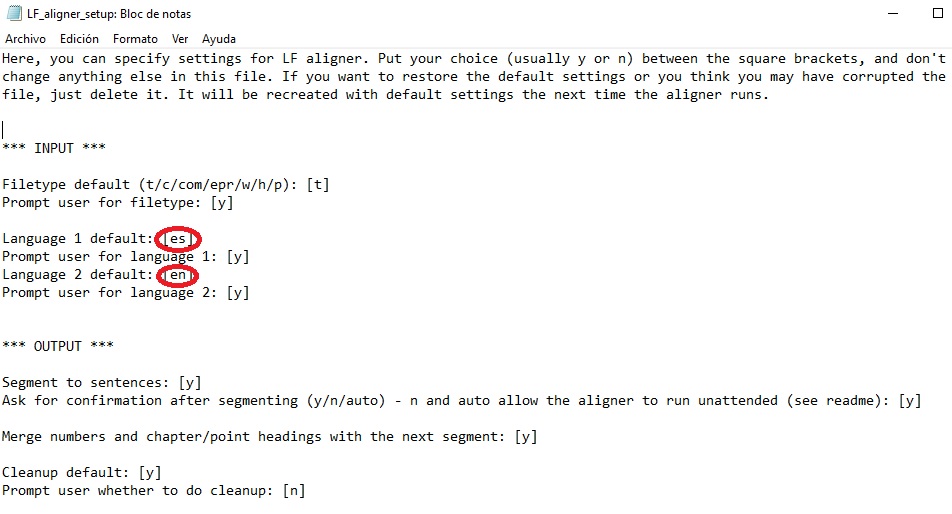 LF_aligner_setup: Bloc de notas
Archivo Edición Formato Ver Ayuda
Here, you can specify settings for LF aligner. Put your choice (usually y or n) between the square brackets, and don't
change anything else in this file. If you want to restore the default settings or you think you may have corrupted the
file, just delete it. It will be recreated with default settings the next time the aligner runs.
*** INPUT ***
Filetype default (t/c/com/epr/w/h/p): [t]
Prompt user for filetype: [y]
Language 1 default: [es]
Prompt user for language 1: [y]
Language 2 default: [en]
Prompt user for language 2: [y]
*** OUTPUT ***
Segment to sentences: [y]
Ask for confirmation after segmenting (y/n/auto) - n and auto allow the aligner to run unattended (see readme): [y]
Merge numbers and chapter/point headings with the next segment: [y]
Cleanup default: [y]
Prompt user whether to do cleanup: [n]